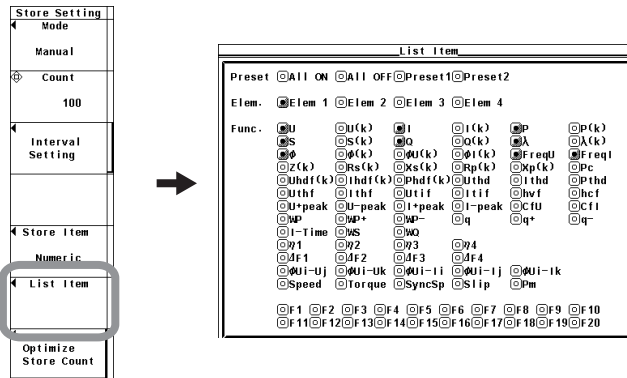 Store Setting
Mode
Manual
Count
100
Interval
Setting
Store Item
Numeric
List Item
Optimize
Store Count
List Item
Preset All ON All OFF Preset1 Preset2
Elem. Elem 1 Elem 2 Elem 3 Elem 4
Func. U U(k) I I(k) P P(k)
S S(k) Q Q(k) λ λ(k)
ϕ ϕ(k) ϕU(k) ϕI(k) FreqU FreqI
Z(k) Rs(k) Xs(k) Rp(k) Xp(k) Pc
Uhdf(k) Ihdf(k) Phdf(k) Uthd Ithd Pthd
Uthf Ithf Utif Itif hvf hcf
U+peak U-peak I+peak I-peak CfU CfI
WP WP+ WP- q q+ q-
I-Time WS WQ
η1 η2 η3 η4
ΔF1 ΔF2 ΔF3 ΔF4
ϕUi-Uj ϕUi-Uk ϕUi-Ii ϕUi-Ij ϕUi-Ik
Speed Torque SyncSp Slip Pm
F1 F2 F3 F4 F5 F6 F7 F8 F9 F10
F11 F12 F13 F14 F15 F16 F17 F18 F19 F20